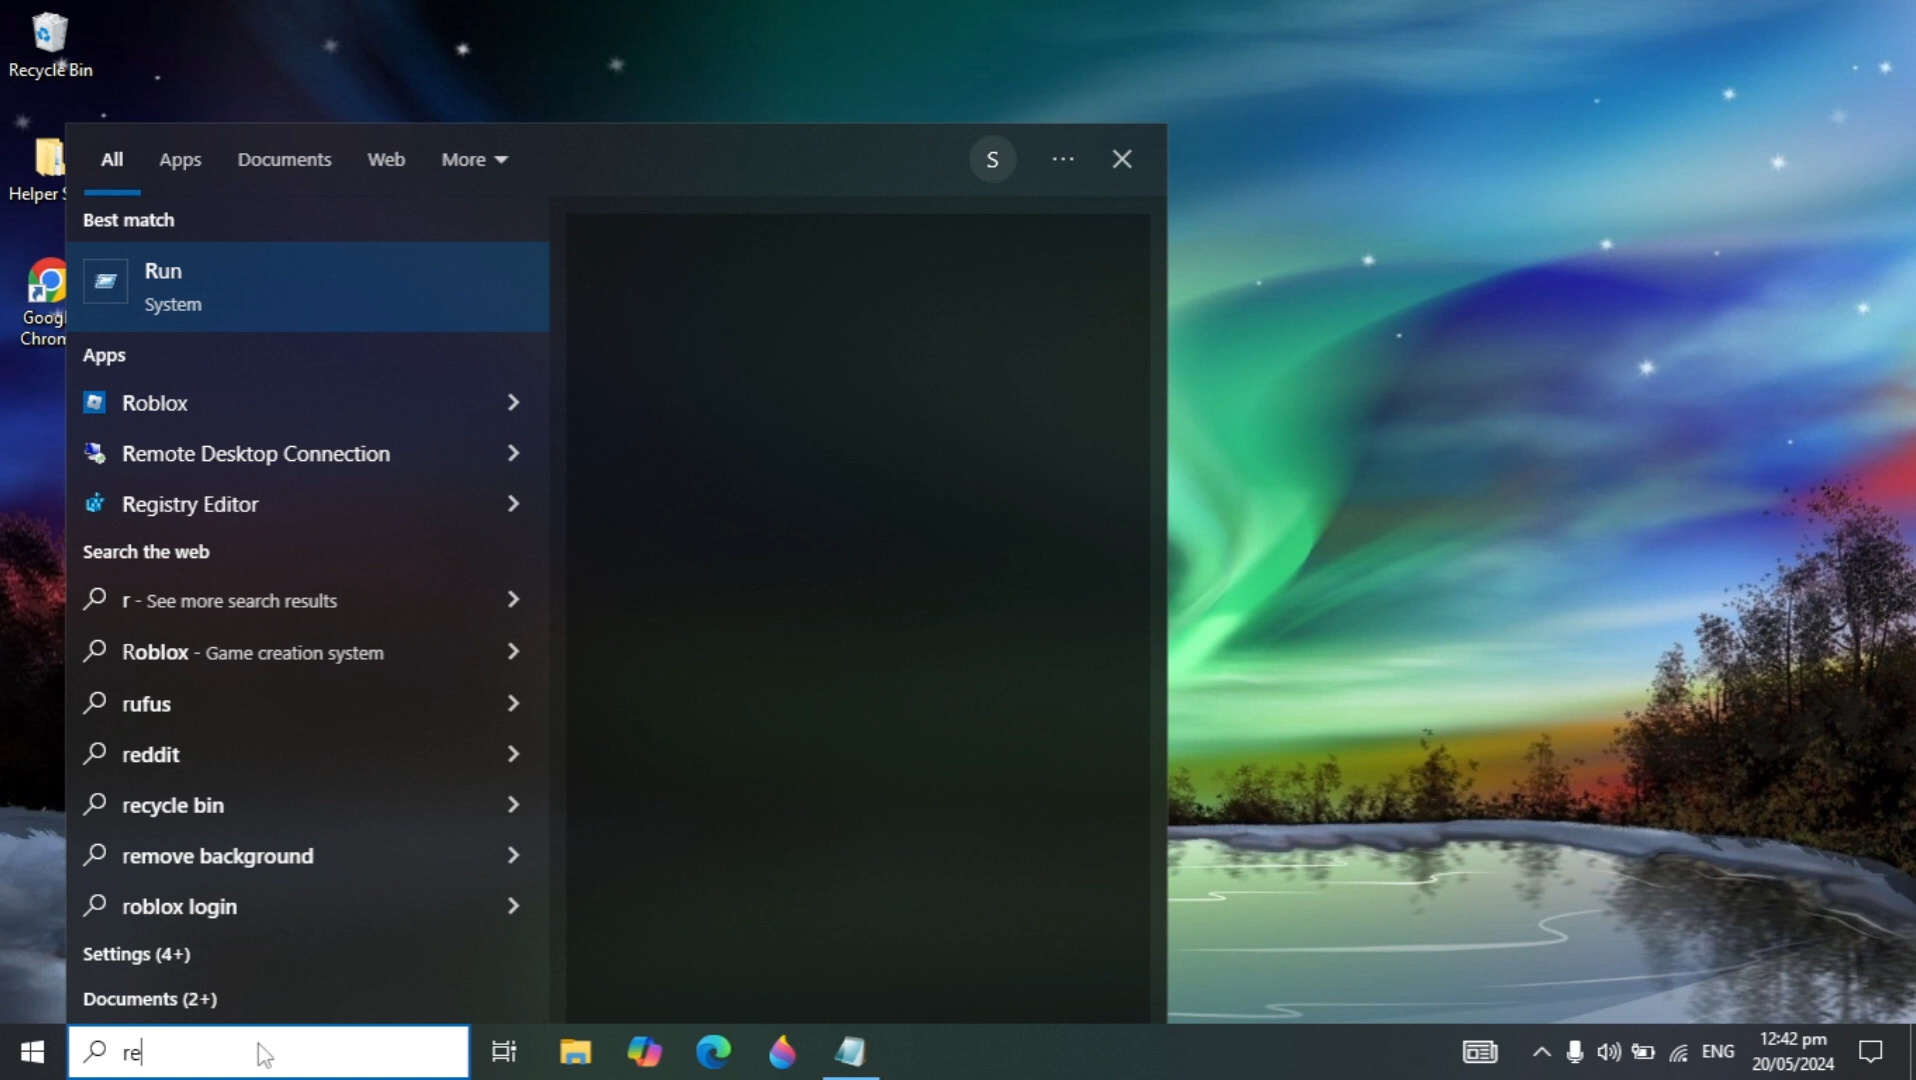 Recycle Bin
Helper S
Googl
Chrom
All Apps Documents Web More S
Best match
Run
System
Apps
Roblox
Remote Desktop Connection
Registry Editor
Search the web
r - See more search results
Roblox - Game creation system
rufus
reddit
recycle bin
remove background
roblox login
Settings (4+)
Documents (2+)
re
ENG
12:42 pm
20/05/2024